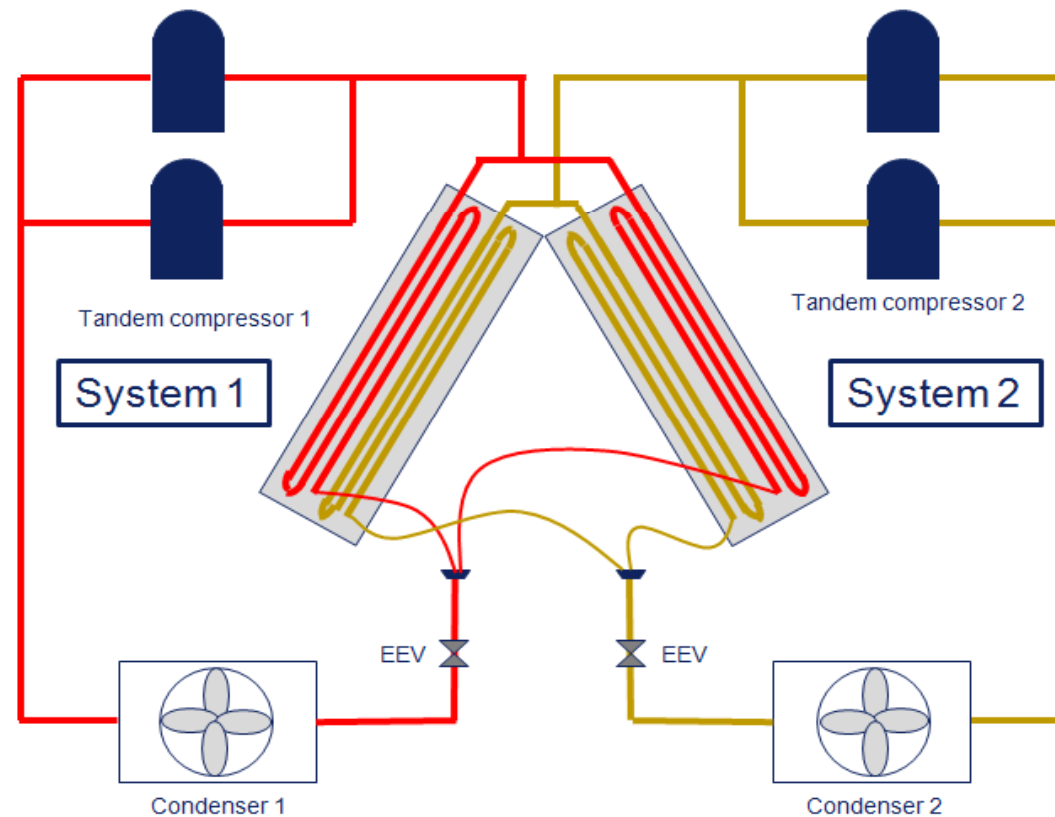 Tandem compressor 1
Tandem compressor 2
System 1
System 2
EEV
EEV
Condenser 1
Condenser 2